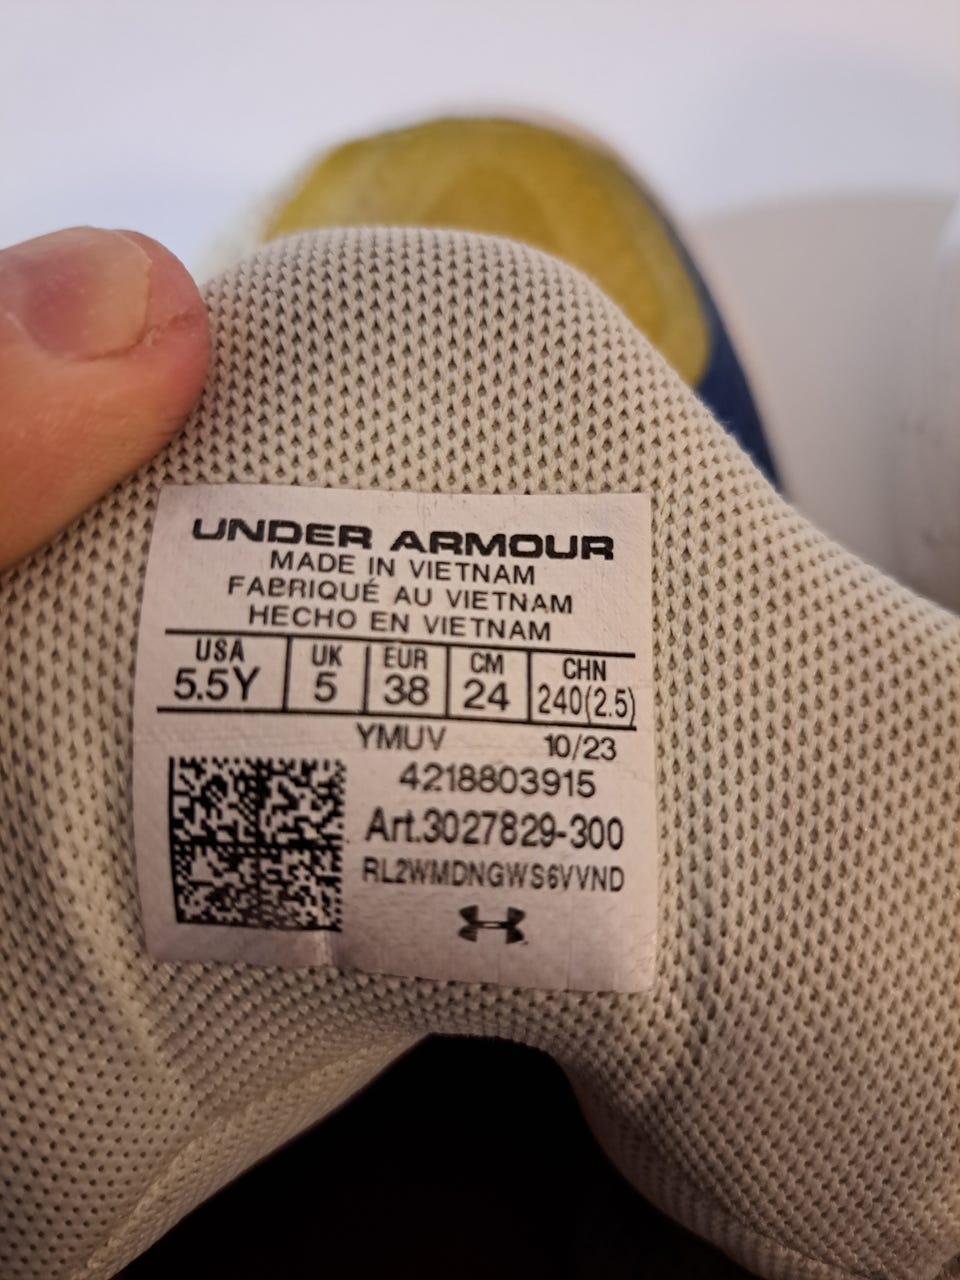 UNDER ARMOUR
MADE IN VIETNAM
FABRIQUÉ AU VIETNAM
HECHO EN VIETNAM
USA UK EUR CM CHN
5.5Y 5 38 24 240(2.5)
YMUV 10/23
4218803915
Art.3027829-300
RL2WMDNGWS6VVND